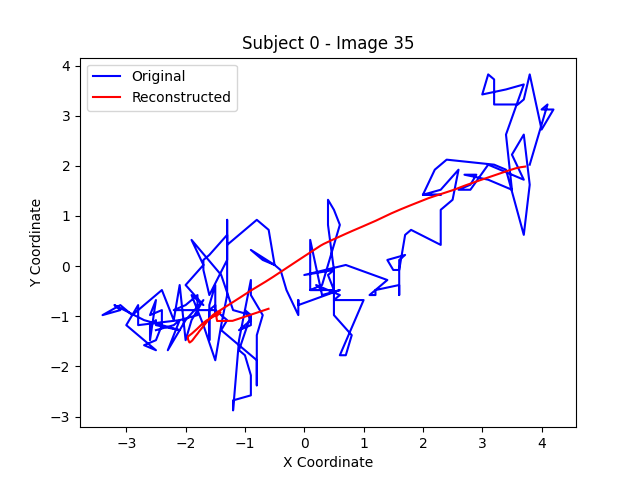 Subject 0 - Image 35
Original
Reconstructed
Y Coordinate
4
3
2
1
0
−1
−2
−3
−3 −2 −1 0 1 2 3 4
X Coordinate